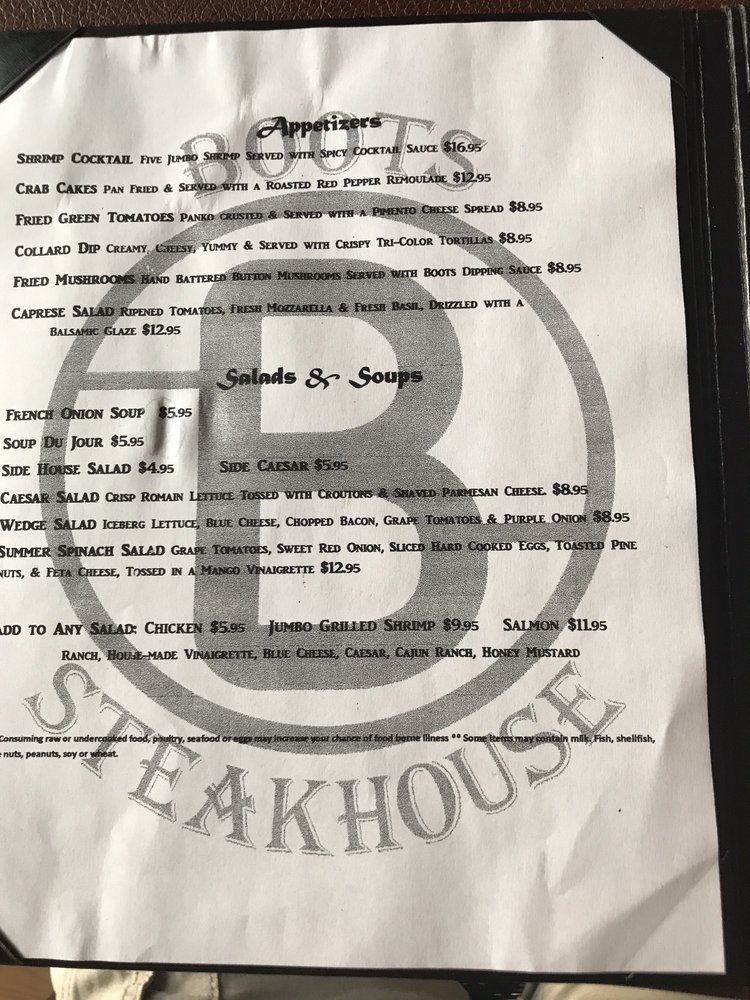 Appetizers
BOOTS
Shrimp Cocktail Five Jumbo Shrimp Served with Spicy Cocktail Sauce $16.95
Crab Cakes Pan Fried & Served with a Roasted Red Pepper Remoulade $12.95
Fried Green Tomatoes Panko crusted & Served with a Pimento Cheese Spread $8.95
Collard Dip Creamy, Cheesy, Yummy & Served with Crispy Tri-Color Tortillas $8.95
Fried Mushrooms Hand Battered Button Mushrooms Served with Boots Dipping Sauce $8.95
Caprese Salad Ripened Tomatoes, Fresh Mozzarella & Fresh Basil, Drizzled with a
Balsamic Glaze $12.95
B
Salads & Soups
French Onion Soup $5.95
Soup Du Jour $5.95
Side House Salad $4.95 Side Caesar $5.95
Caesar Salad Crisp Romain Lettuce Tossed with Croutons & Shaved Parmesan Cheese. $8.95
Wedge Salad Iceberg Lettuce, Blue Cheese, Chopped Bacon, Grape Tomatoes & Purple Onion $8.95
Summer Spinach Salad Grape Tomatoes, Sweet Red Onion, Sliced Hard Cooked Eggs, Toasted Pine
nuts, & Feta Cheese, Tossed in a Mango Vinaigrette $12.95
Add to Any Salad: Chicken $5.95 Jumbo Grilled Shrimp $9.95 Salmon $11.95
Ranch, House-made Vinaigrette, Blue Cheese, Caesar, Cajun Ranch, Honey Mustard
Consuming raw or undercooked food, poultry, seafood or eggs may increase your chance of food borne illness ** Some items may contain milk. Fish, shellfish,
nuts, peanuts, soy or wheat.
STEAKHOUSE